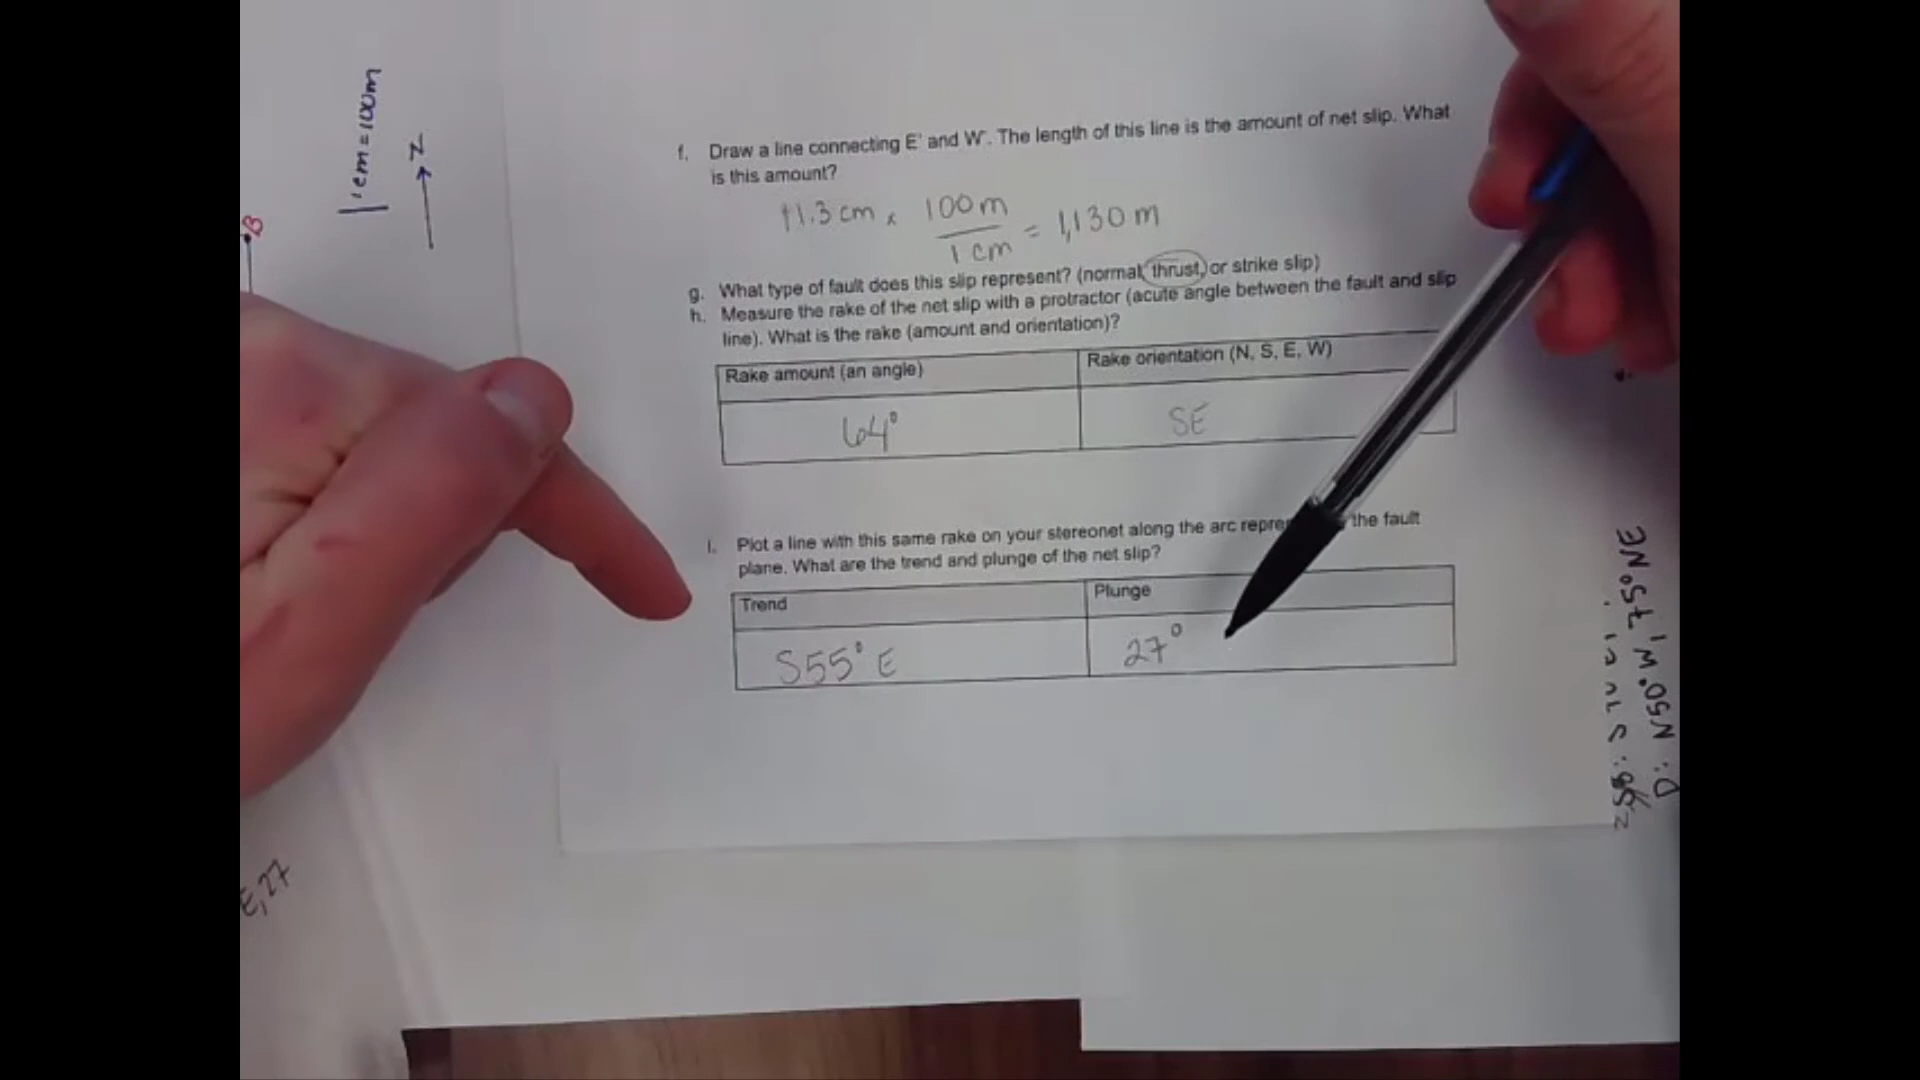 1cm=100m
N
B
f. Draw a line connecting E' and W'. The length of this line is the amount of net slip. What
is this amount?
11.3 cm x 100m / 1 cm = 1,130 m
g. What type of fault does this slip represent? (normal, thrust, or strike slip)
h. Measure the rake of the net slip with a protractor (acute angle between the fault and slip
line). What is the rake (amount and orientation)?
Rake amount (an angle) Rake orientation (N, S, E, W)
64° SE
i. Plot a line with this same rake on your stereonet along the arc the fault
plane. What are the trend and plunge of the net slip?
Trend Plunge
S55°E 27°
E, 27
D: N50°W, 75°NE